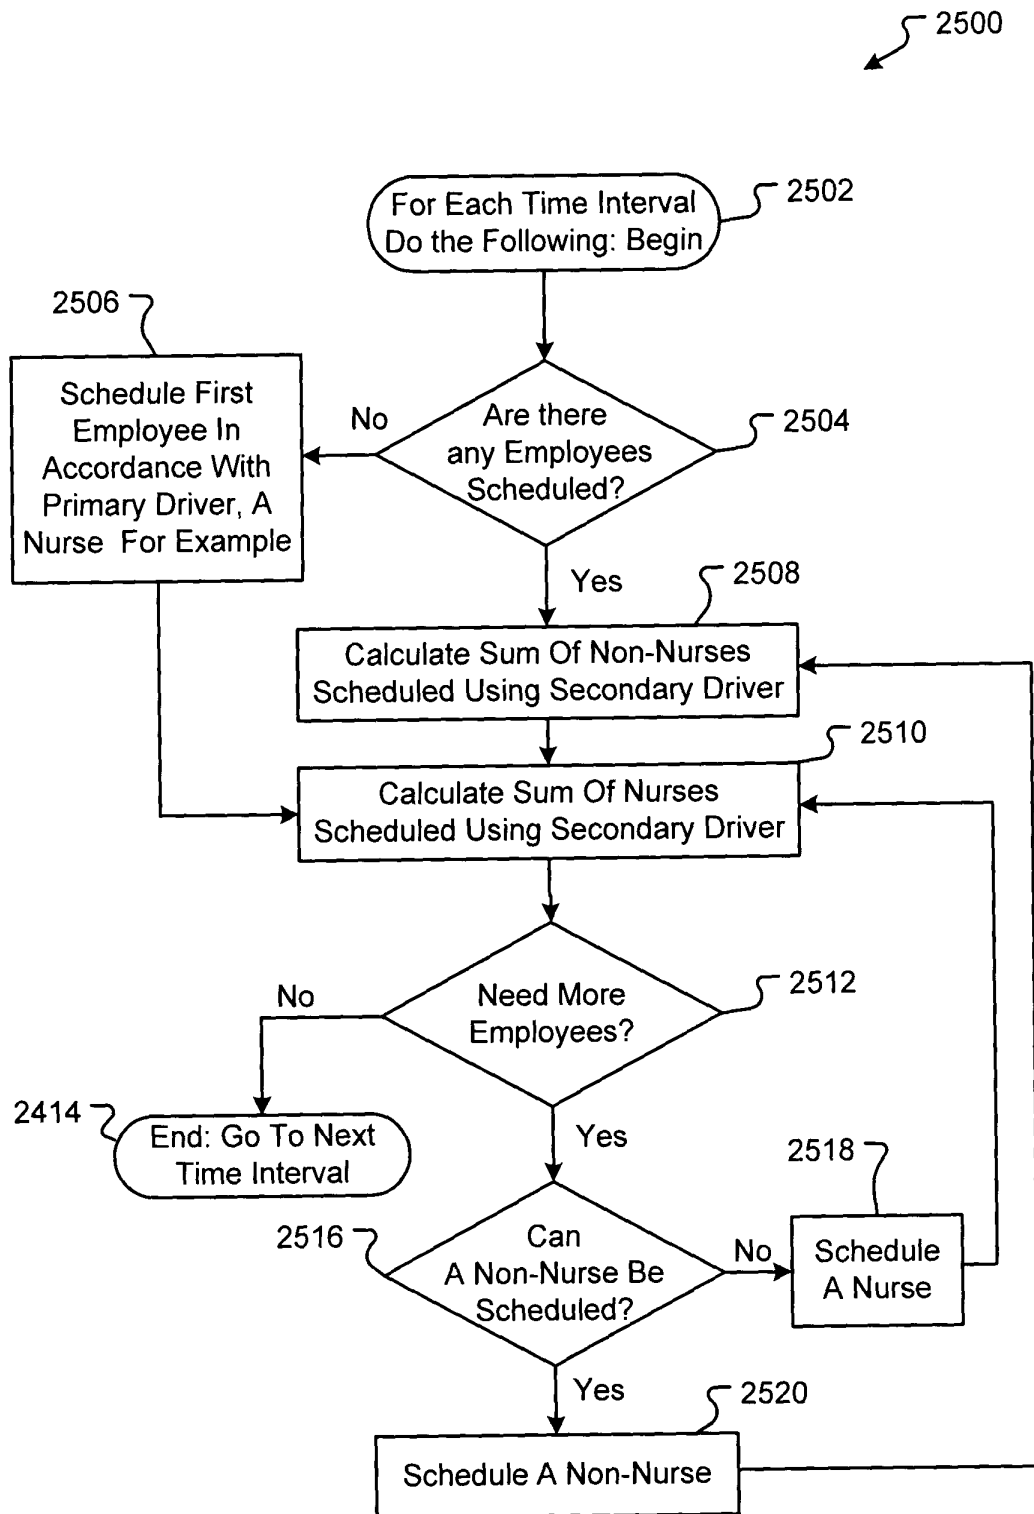 2500
For Each Time Interval
Do the Following: Begin
2502
2506
Schedule First
Employee In
Accordance With
Primary Driver, A
Nurse For Example
No
Are there
any Employees
Scheduled?
2504
Yes
2508
Calculate Sum Of Non-Nurses
Scheduled Using Secondary Driver
2510
Calculate Sum Of Nurses
Scheduled Using Secondary Driver
No
Need More
Employees?
2512
2414
End: Go To Next
Time Interval
Yes
2516
Can
A Non-Nurse Be
Scheduled?
No
2518
Schedule
A Nurse
Yes
2520
Schedule A Non-Nurse